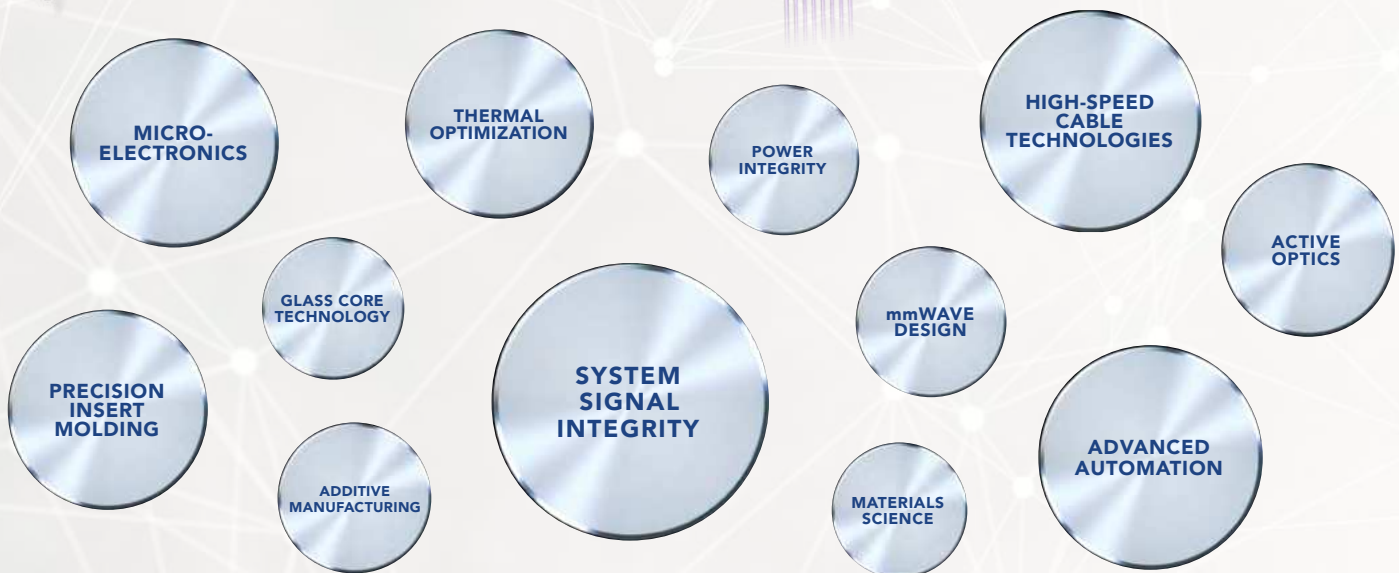 MICRO-
ELECTRONICS
THERMAL
OPTIMIZATION
POWER
INTEGRITY
HIGH-SPEED
CABLE
TECHNOLOGIES
ACTIVE
OPTICS
GLASS CORE
TECHNOLOGY
mmWAVE
DESIGN
PRECISION
INSERT
MOLDING
SYSTEM
SIGNAL
INTEGRITY
ADVANCED
AUTOMATION
ADDITIVE
MANUFACTURING
MATERIALS
SCIENCE